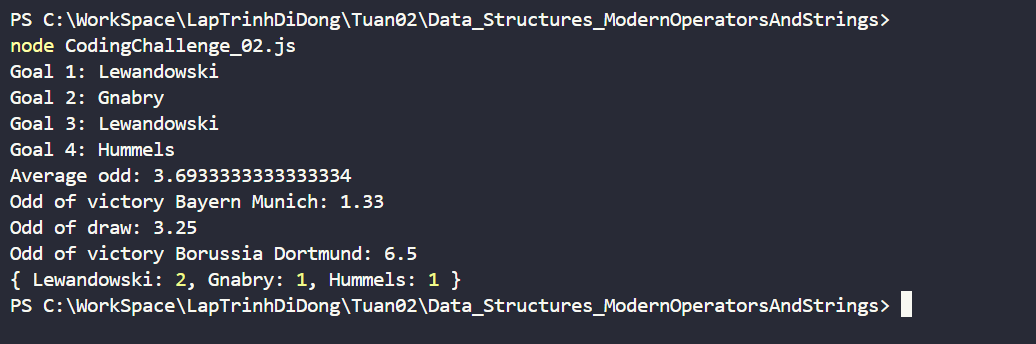 PS C:\WorkSpace\LapTrinhDiDong\Tuan02\Data_Structures_ModernOperatorsAndStrings>
node CodingChallenge_02.js
Goal 1: Lewandowski
Goal 2: Gnabry
Goal 3: Lewandowski
Goal 4: Hummels
Average odd: 3.6933333333333334
Odd of victory Bayern Munich: 1.33
Odd of draw: 3.25
Odd of victory Borussia Dortmund: 6.5
{ Lewandowski: 2, Gnabry: 1, Hummels: 1 }
PS C:\WorkSpace\LapTrinhDiDong\Tuan02\Data_Structures_ModernOperatorsAndStrings>